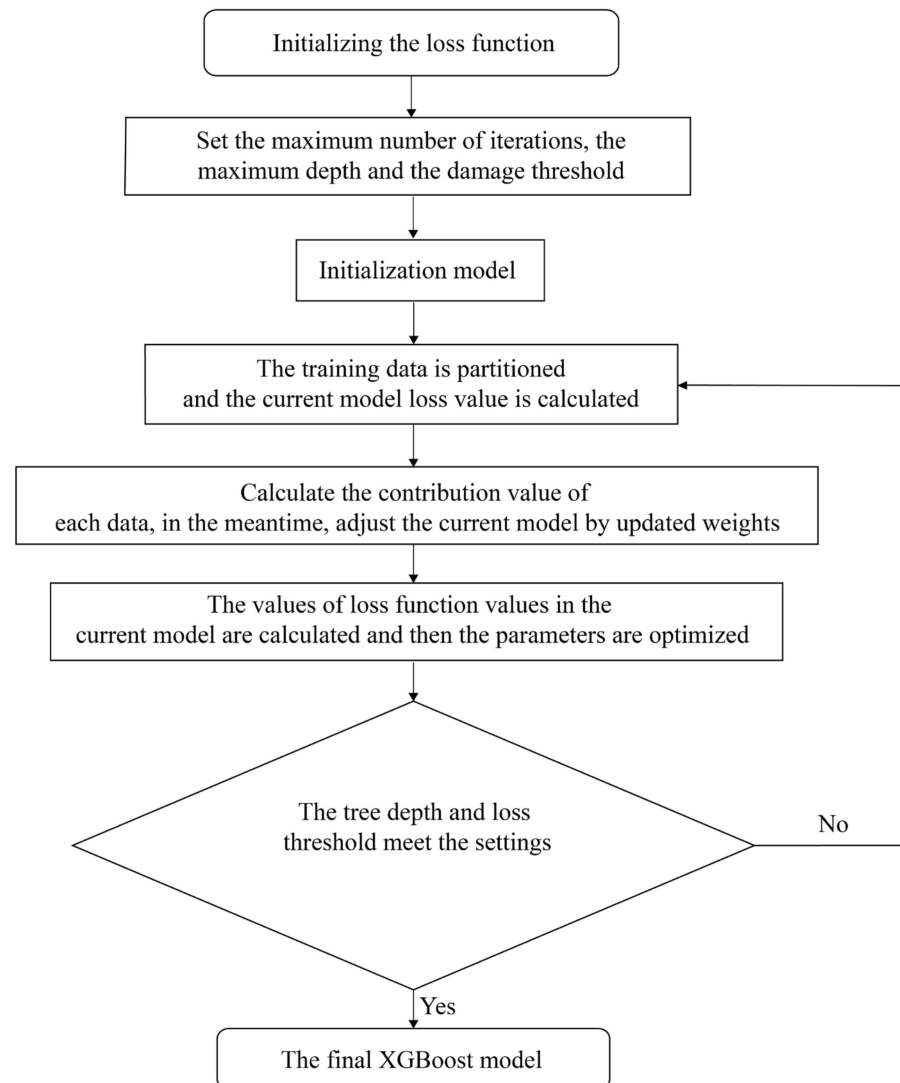 Initializing the loss function
Set the maximum number of iterations, the
maximum depth and the damage threshold
Initialization model
The training data is partitioned
and the current model loss value is calculated
Calculate the contribution value of
each data, in the meantime, adjust the current model by updated weights
The values of loss function values in the
current model are calculated and then the parameters are optimized
The tree depth and loss
threshold meet the settings
No
Yes
The final XGBoost model